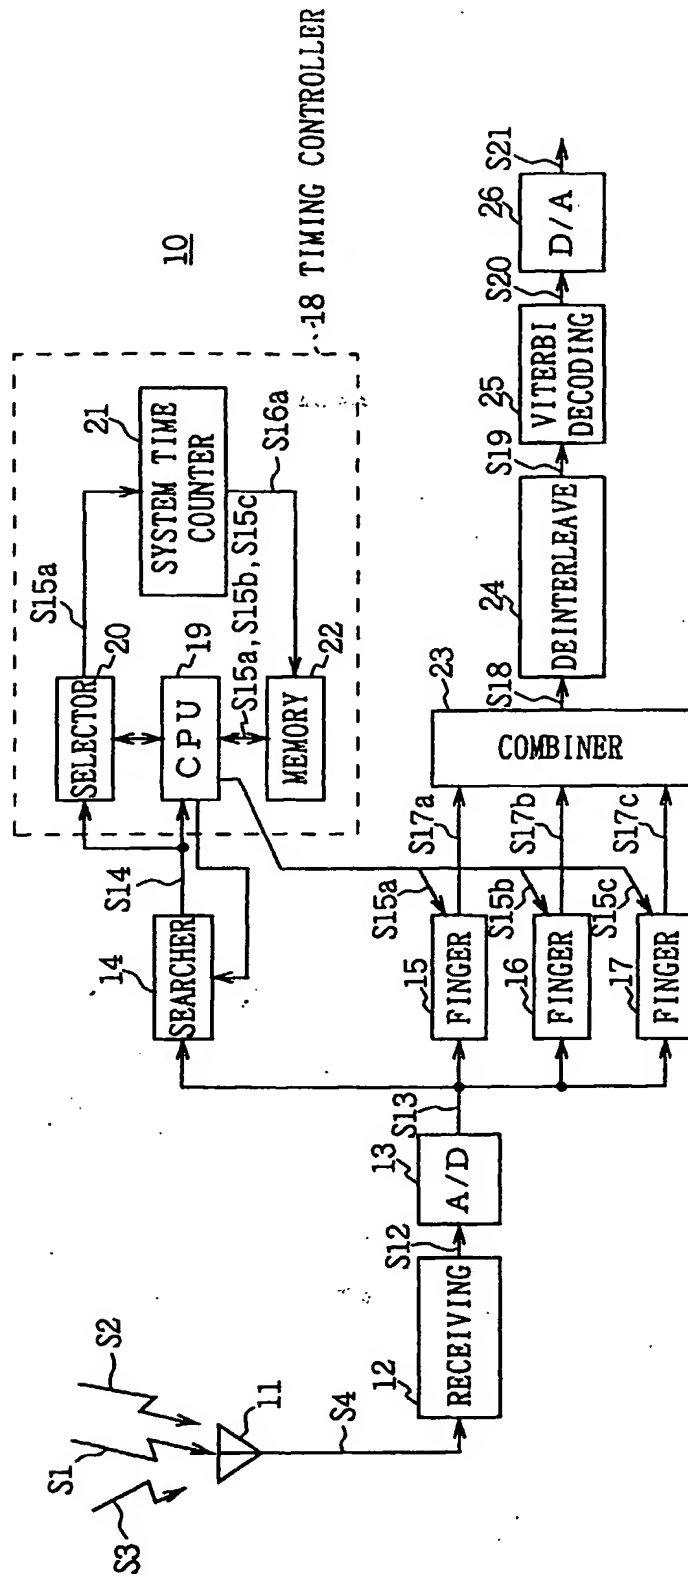 10
18 TIMING CONTROLLER
S15a
21
SYSTEM TIME
COUNTER
S16a
20
SELECTOR
19
CPU
S15a, S15b, S15c
22
MEMORY
S14
14
SEARCHER
S1
S2
S3
11
S4
12
RECEIVING
S12
13
A/D
S13
15
FINGER
S15a
S17a
16
FINGER
S15b
S17b
17
FINGER
S15c
S17c
23
COMBINER
S18
24
DEINTERLEAVE
S19
25
VITERBI
DECODING
S20
26
D/A
S21